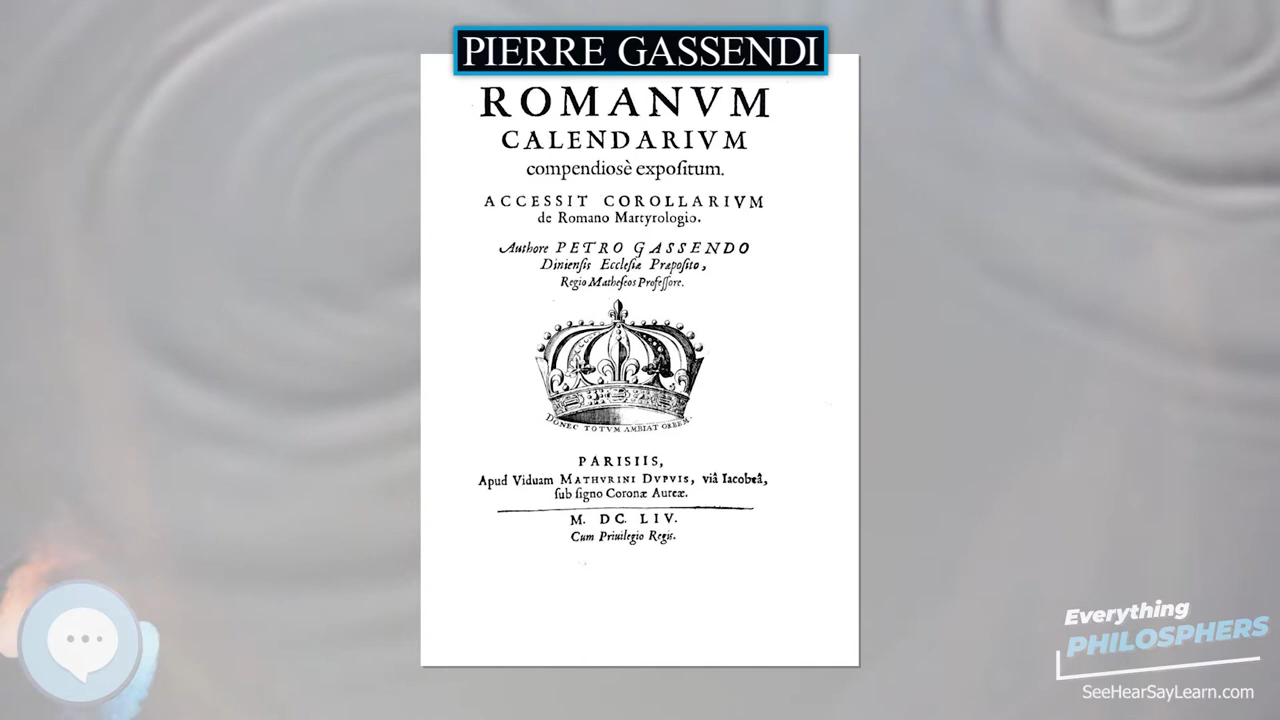 PIERRE GASSENDI
ROMANVM
CALENDARIVM
compendiosè expoſitum.
ACCESSIT COROLLARIVM
de Romano Martyrologio.
Authore PETRO GASSENDO
Dinienſis Eccleſiæ Præpoſito,
Regio Matheſeos Profeſſore.
DONEC TOTVM AMBIAT ORBEM.
PARISIIS,
Apud Viduam MATHVRINI DVPVIS, viâ Iacobeâ,
ſub ſigno Coronæ Aureæ.
M. DC. LIV.
Cum Priuilegio Regis.
Everything
PHILOSPHERS
SeeHearSayLearn.com